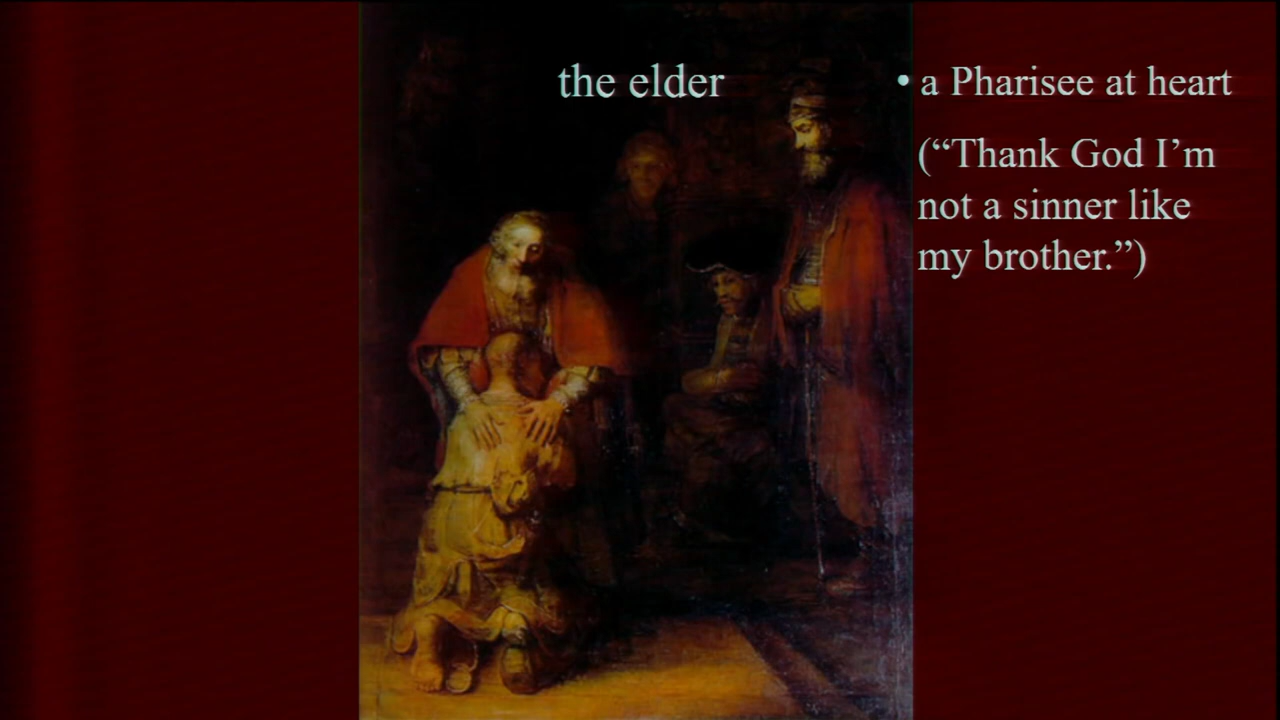 the elder
• a Pharisee at heart
(“Thank God I’m
not a sinner like
my brother.”)